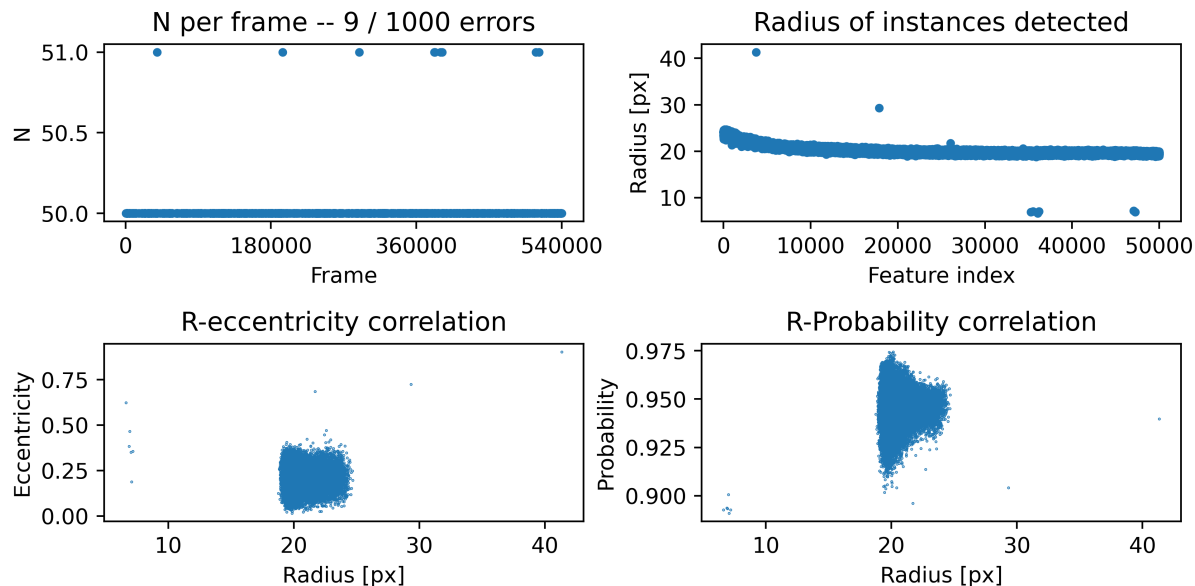 N per frame -- 9 / 1000 errors
51.0
50.5
50.0
N
0
180000
360000
540000
Frame
Radius of instances detected
40
30
20
10
Radius [px]
0
10000
20000
30000
40000
50000
Feature index
R-eccentricity correlation
0.75
0.50
0.25
0.00
Eccentricity
10
20
30
40
Radius [px]
R-Probability correlation
0.975
0.950
0.925
0.900
Probability
10
20
30
40
Radius [px]